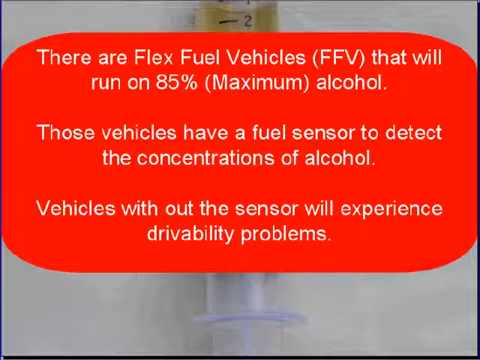 2
There are Flex Fuel Vehicles (FFV) that will
run on 85% (Maximum) alcohol.
Those vehicles have a fuel sensor to detect
the concentrations of alcohol.
Vehicles with out the sensor will experience
drivability problems.